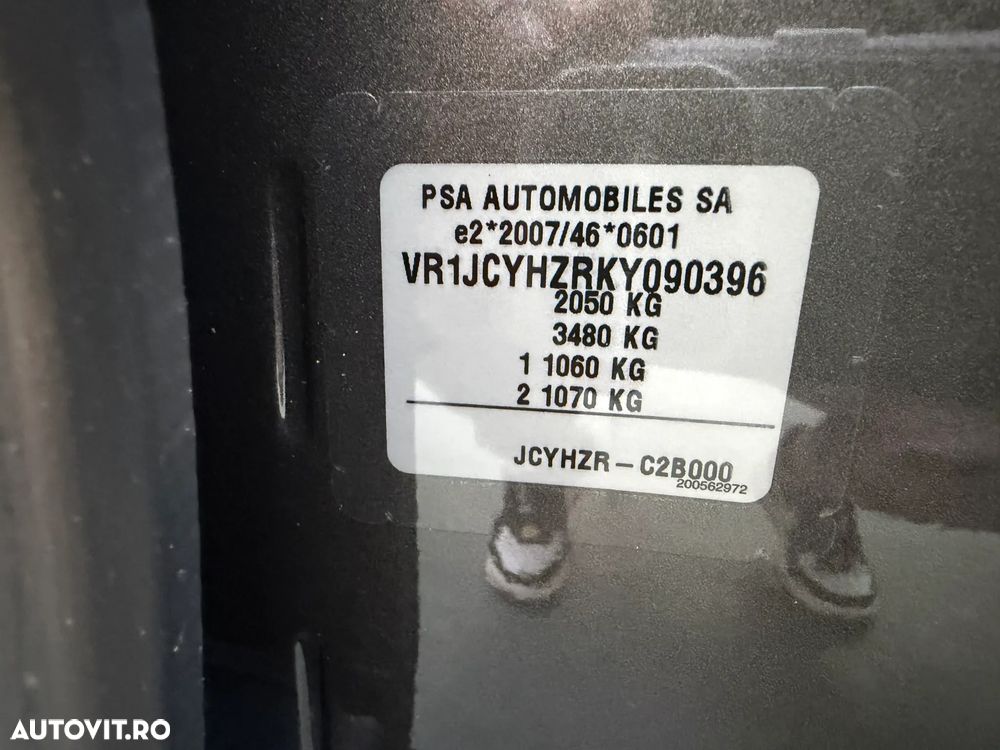 PSA AUTOMOBILES SA
e2*2007/46*0601
VR1JCYHZRKY090396
2050 KG
3480 KG
1 1060 KG
2 1070 KG
JCYHZR - C2B000
200562972
AUTOVIT.RO